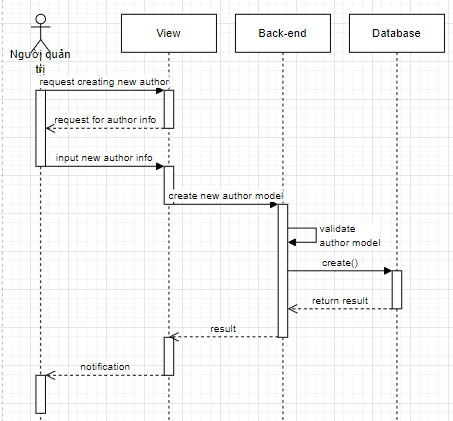 View
Back-end
Database
Người quản
trị
request creating new author
request for author info
input new author info
create new author model
validate
author model
create()
return result
result
notification